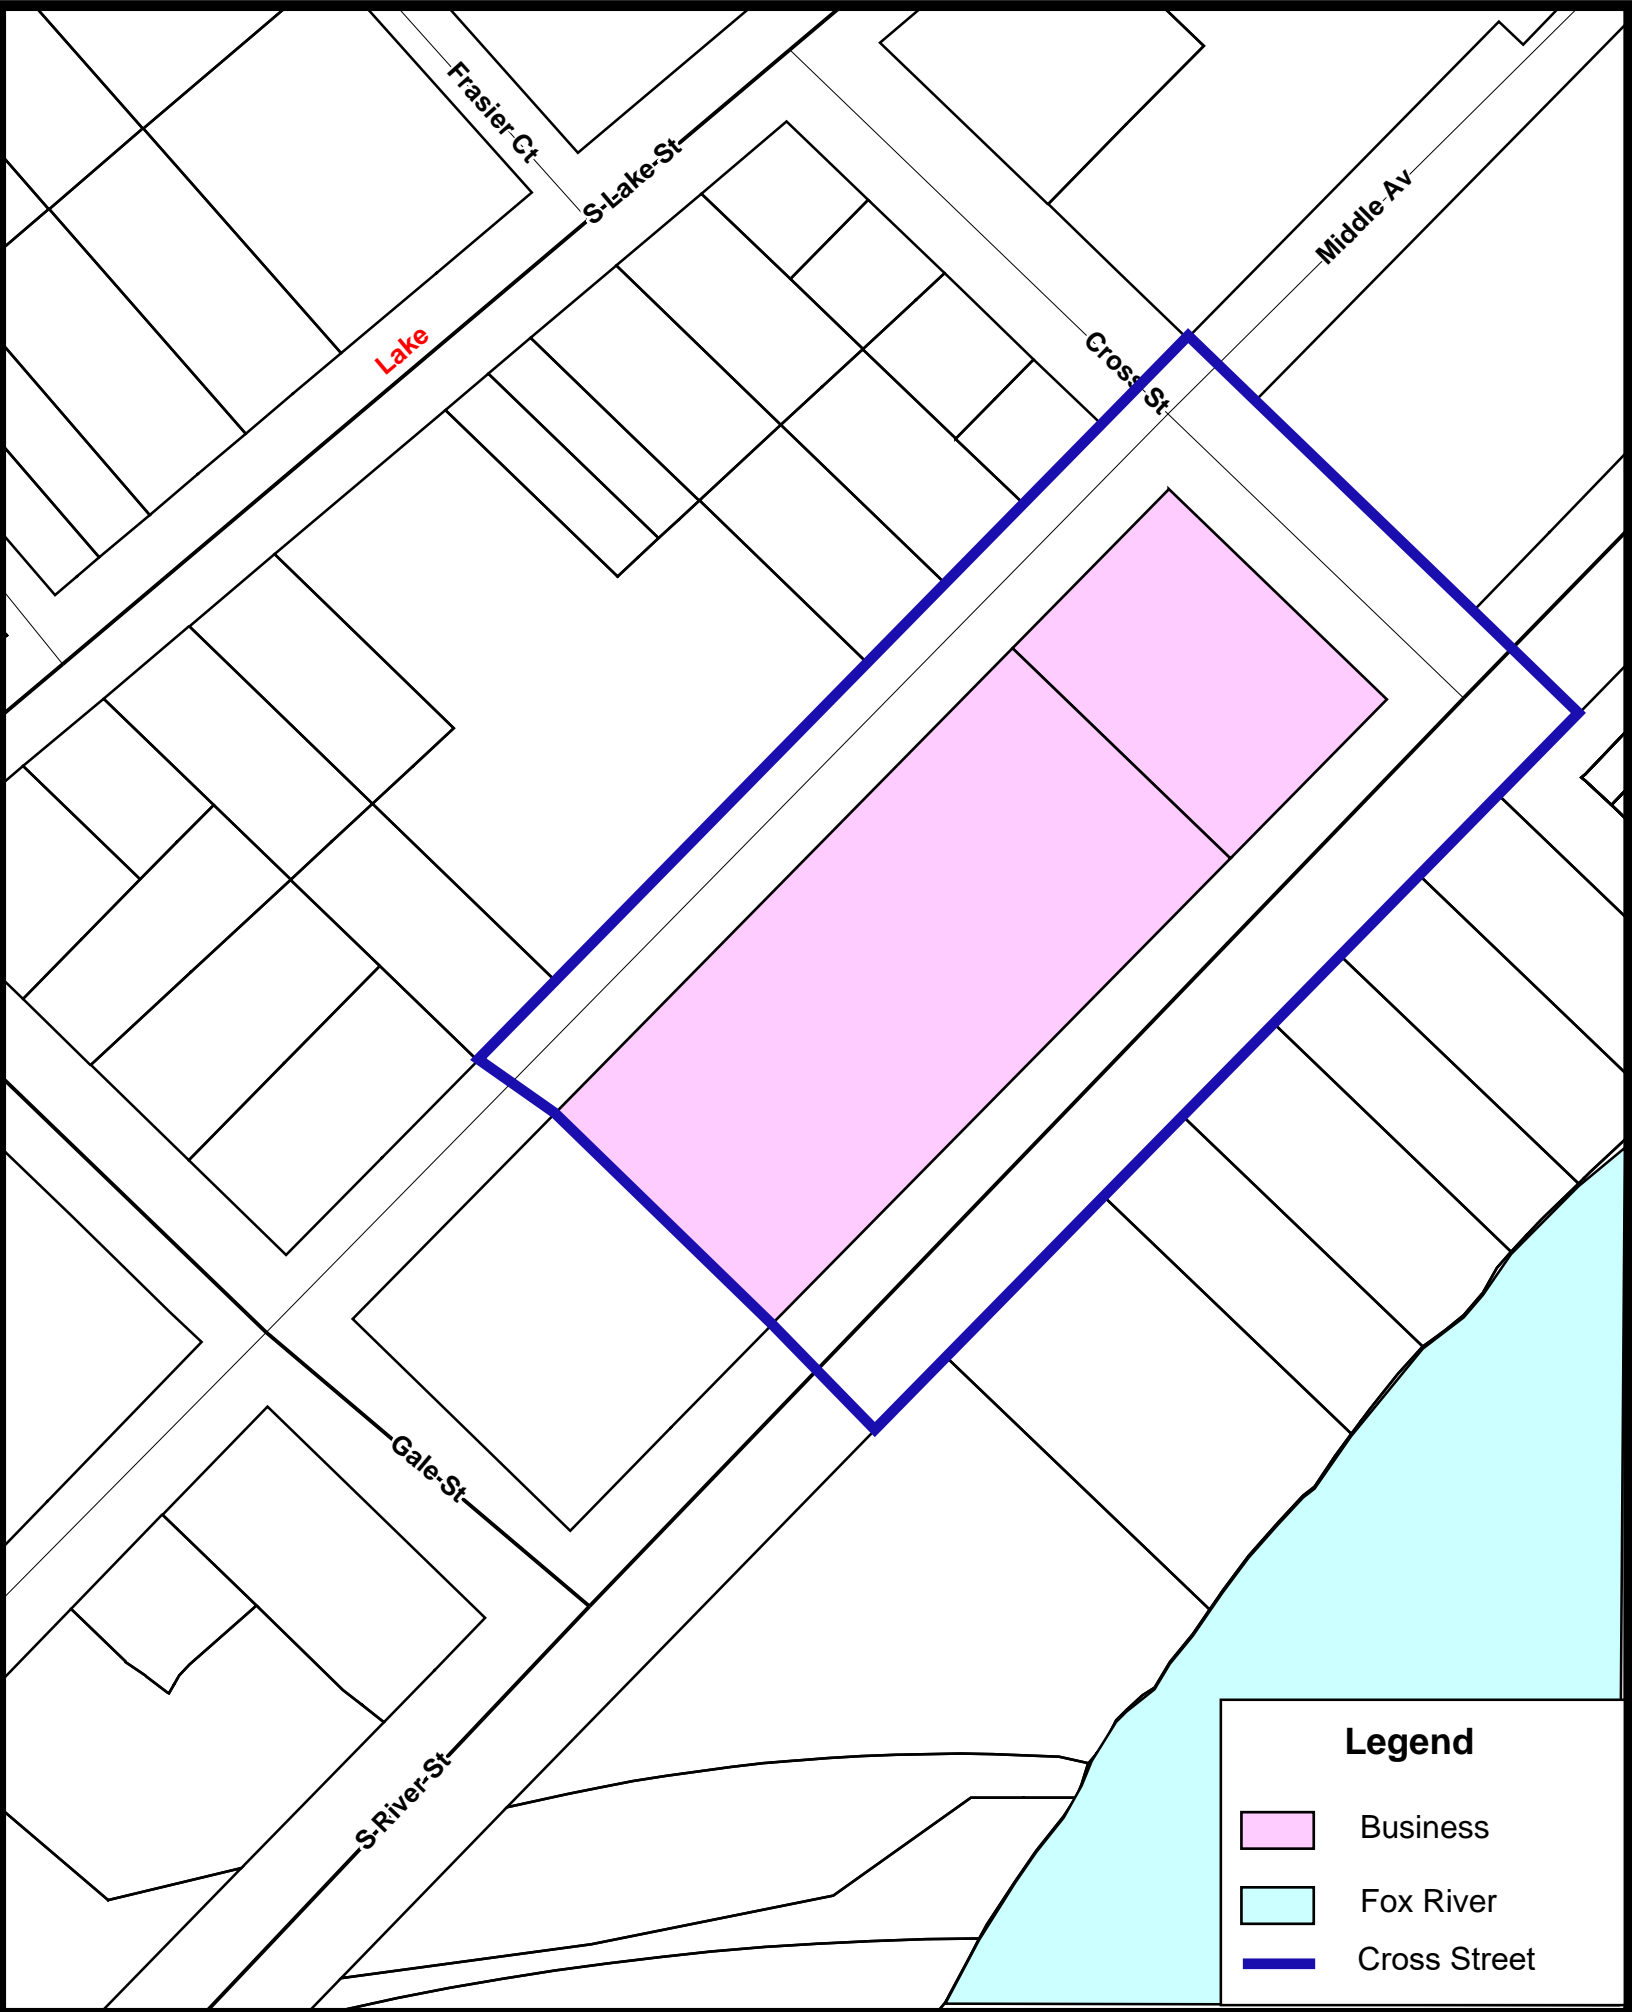 Frasier Ct
S Lake St
Middle Av
Lake
Cross St
Gale St
S River St
Legend
Business
Fox River
Cross Street